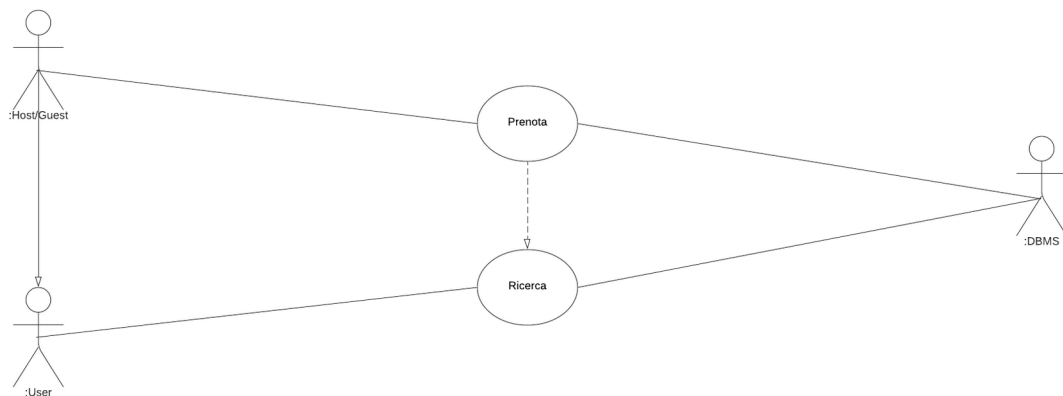 :Host/Guest
Prenota
:DBMS
Ricerca
:User